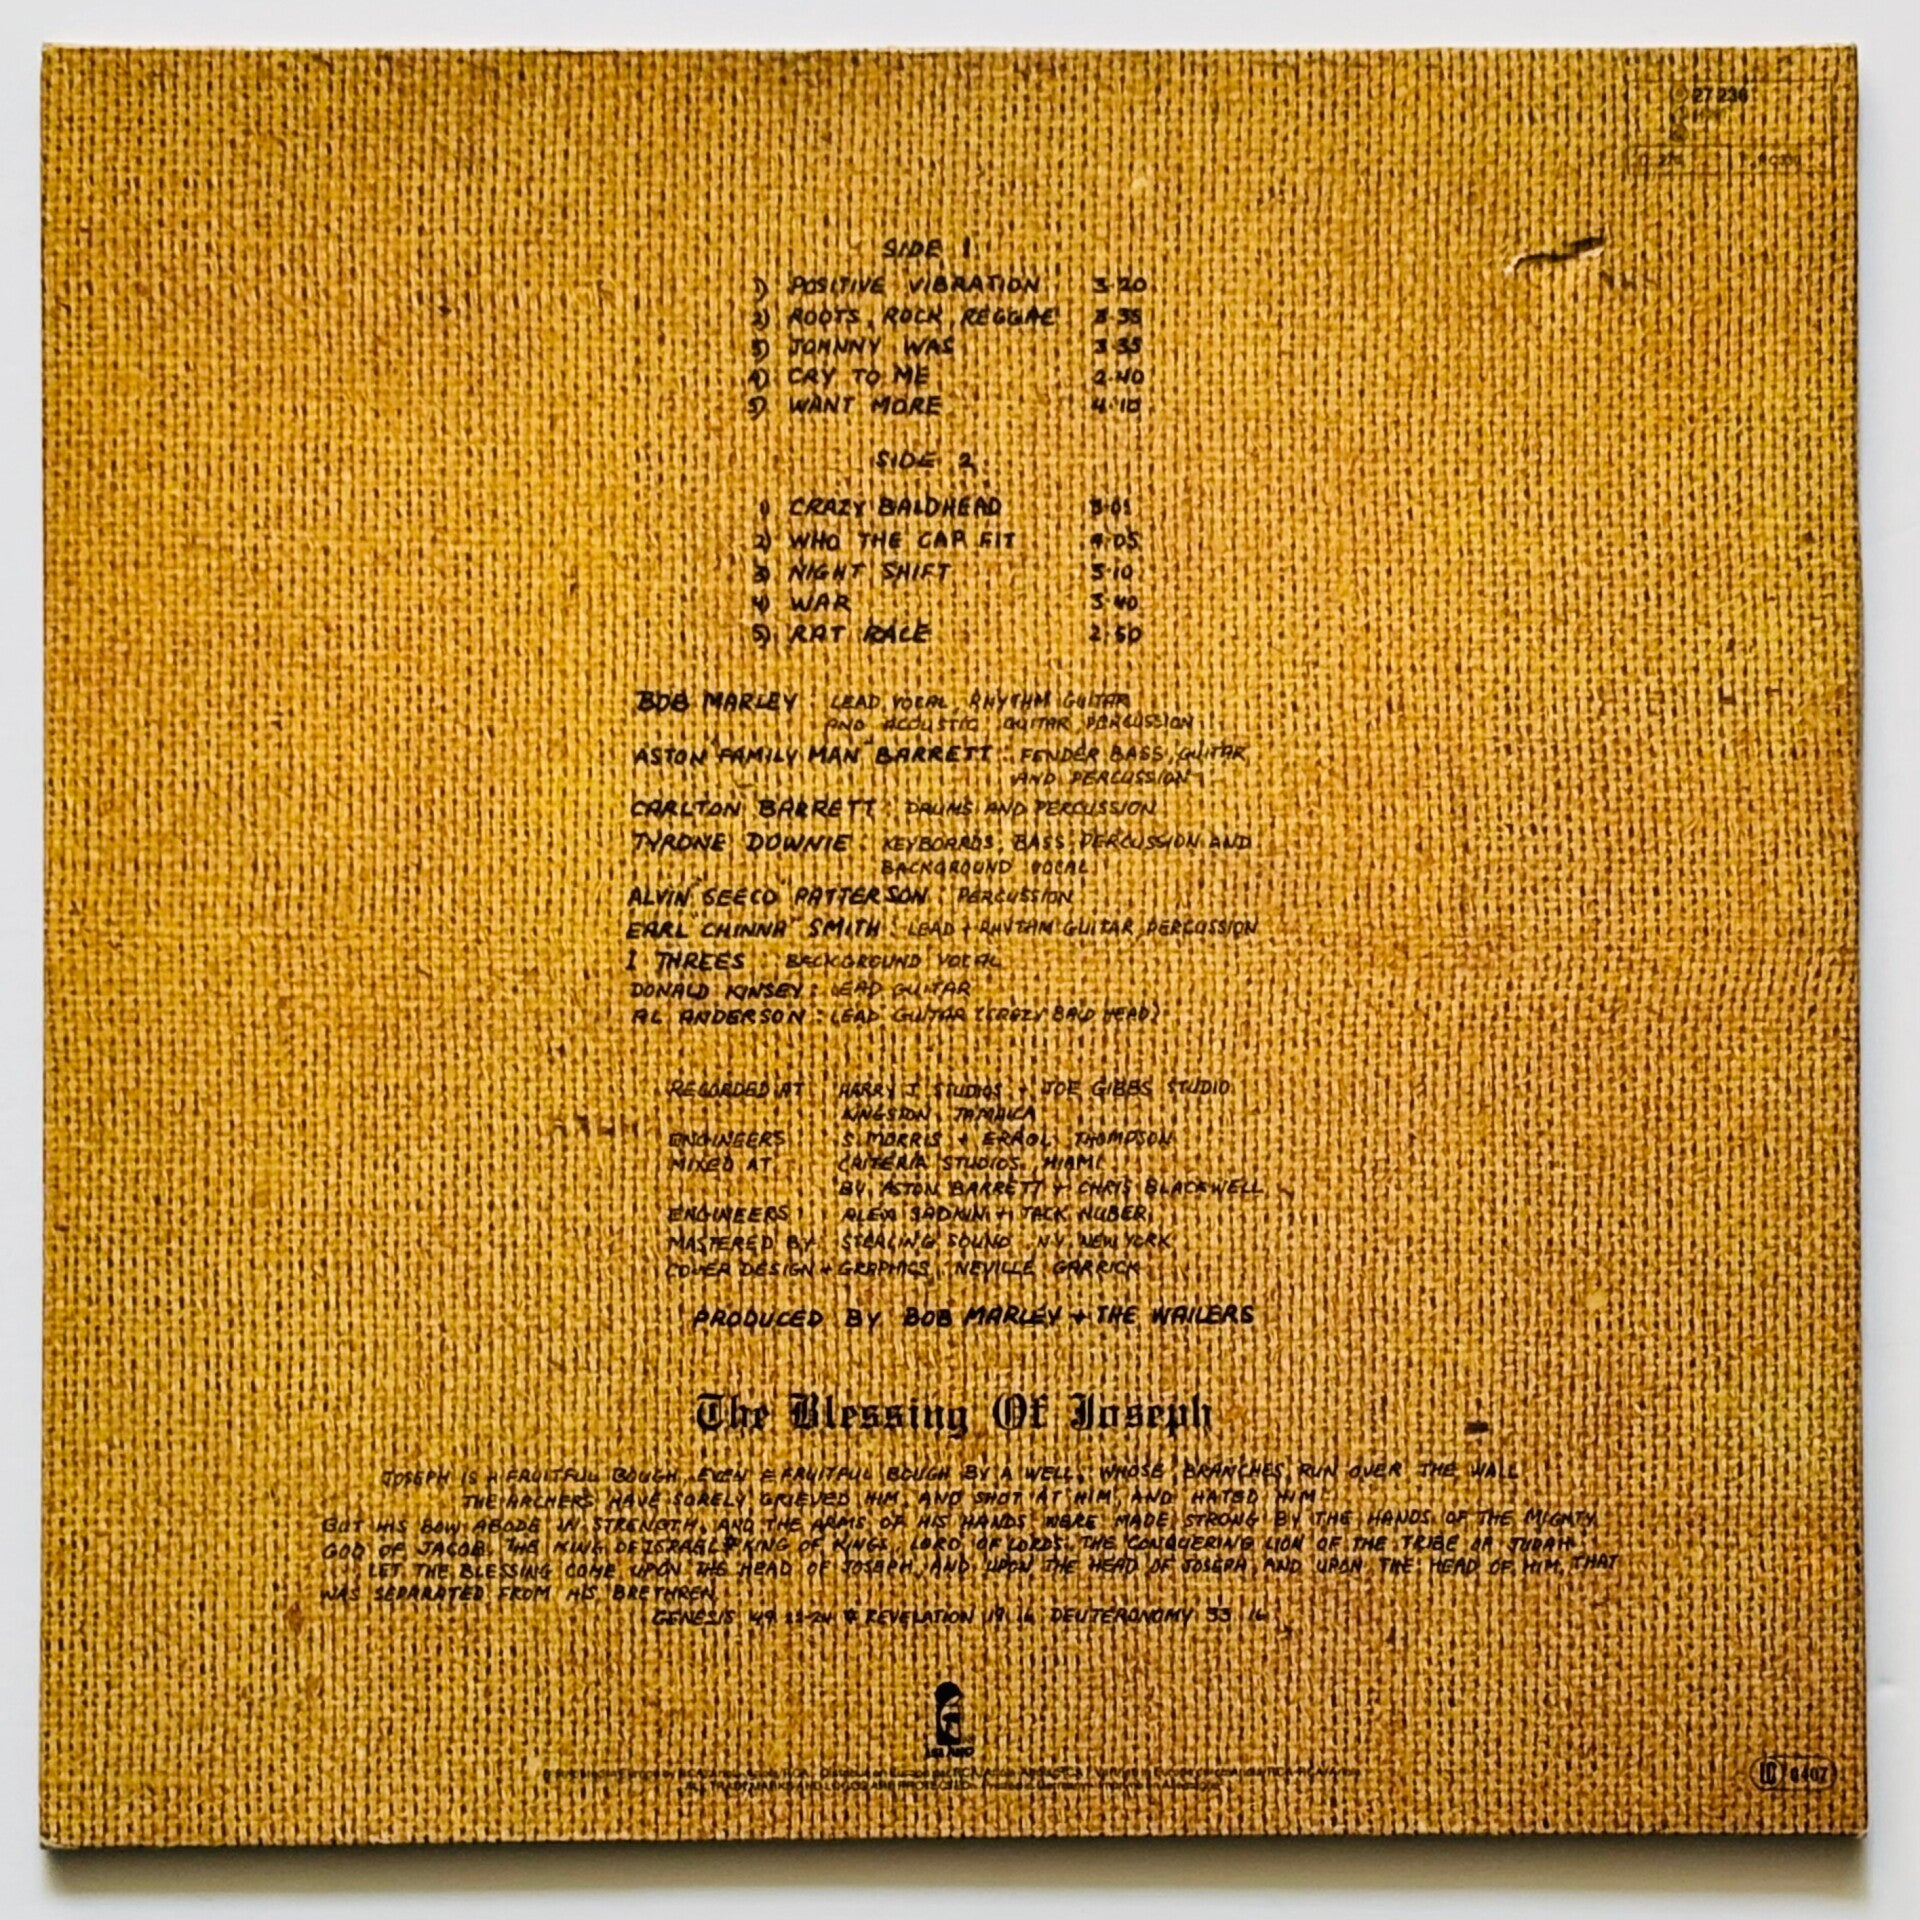 27 236
SIDE 1
1) POSITIVE VIBRATION 3·20
2) ROOTS, ROCK, REGGAE 3·35
3) JOHNNY WAS 3·35
4) CRY TO ME 2·40
5) WANT MORE 4·10
SIDE 2
1) CRAZY BALDHEAD 3·05
2) WHO THE CAP FIT 4·05
3) NIGHT SHIFT 3·10
4) WAR 3·40
5) RAT RACE 2·50
BOB MARLEY : LEAD VOCAL, RHYTHM GUITAR
AND ACOUSTIC GUITAR, PERCUSSION
ASTON "FAMILY MAN" BARRETT : FENDER BASS, GUITAR
AND PERCUSSION
CARLTON BARRETT : DRUMS AND PERCUSSION
TYRONE DOWNIE : KEYBOARDS, BASS, PERCUSSION AND
BACKGROUND VOCAL
ALVIN "SEECO" PATTERSON : PERCUSSION
EARL "CHINNA" SMITH : LEAD + RHYTHM GUITAR, PERCUSSION
I THREES : BACKGROUND VOCAL
DONALD KINSEY : LEAD GUITAR
AL ANDERSON : LEAD GUITAR (CRAZY BALD HEAD)
RECORDED AT : HARRY J. STUDIOS + JOE GIBBS STUDIO
KINGSTON, JAMAICA
ENGINEERS : S. MORRIS + ERROL THOMPSON
MIXED AT : CRITERIA STUDIOS, MIAMI
BY ASTON BARRETT + CHRIS BLACKWELL
ENGINEERS : ALEX SADKIN + JACK NUBER
MASTERED BY : STERLING SOUND N.Y. NEW YORK
COVER DESIGN + GRAPHICS, NEVILLE GARRICK
PRODUCED BY BOB MARLEY + THE WAILERS
The Blessing Of Joseph
JOSEPH IS A FRUITFUL BOUGH, EVEN A FRUITFUL BOUGH BY A WELL, WHOSE BRANCHES RUN OVER THE WALL
THE ARCHERS HAVE SORELY GRIEVED HIM, AND SHOT AT HIM, AND HATED HIM:
BUT HIS BOW ABODE IN STRENGTH, AND THE ARMS OF HIS HANDS WERE MADE STRONG BY THE HANDS OF THE MIGHTY
GOD OF JACOB. THE KING OF ISRAEL KING OF KINGS, LORD OF LORDS. THE CONQUERING LION OF THE TRIBE OF JUDAH
LET THE BLESSING COME UPON THE HEAD OF JOSEPH, AND UPON THE HEAD OF JOSEPH, AND UPON THE HEAD OF HIM, THAT
WAS SEPARATED FROM HIS BRETHREN.
GENESIS 49 22-24 REVELATION 19 16 DEUTERONOMY 33 16
ISLAND
ALL TRADEMARKS AND LOGOS ARE PROTECTED.
LC 0407